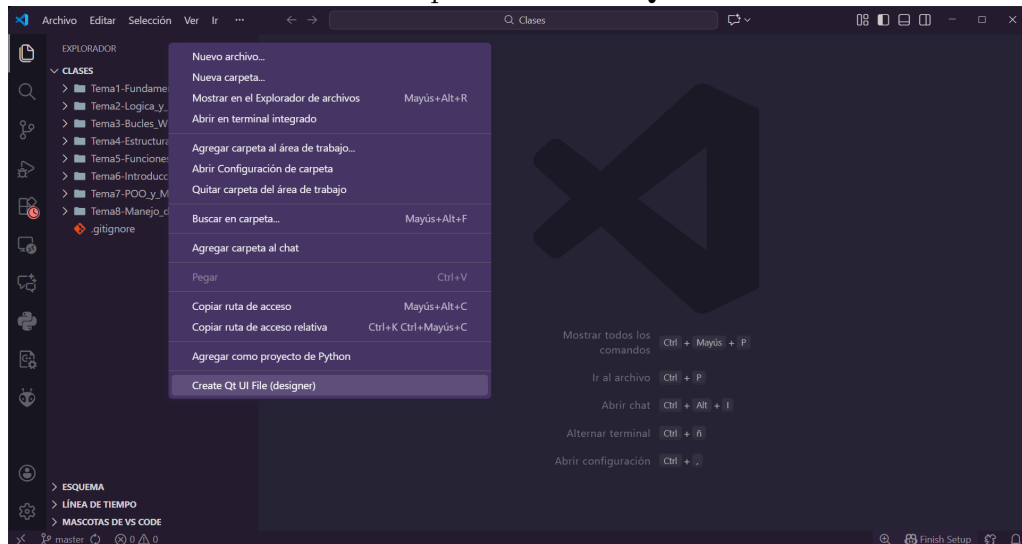 Archivo Editar Selección Ver Ir ··· Clases
EXPLORADOR
CLASES
Tema1-Fundame
Tema2-Logica_y_
Tema3-Bucles_W
Tema4-Estructura
Tema5-Funciones
Tema6-Introducc
Tema7-POO_y_M
Tema8-Manejo_d
.gitignore
Nuevo archivo...
Nueva carpeta...
Mostrar en el Explorador de archivos Mayús+Alt+R
Abrir en terminal integrado
Agregar carpeta al área de trabajo...
Abrir Configuración de carpeta
Quitar carpeta del área de trabajo
Buscar en carpeta... Mayús+Alt+F
Agregar carpeta al chat
Pegar Ctrl+V
Copiar ruta de acceso Mayús+Alt+C
Copiar ruta de acceso relativa Ctrl+K Ctrl+Mayús+C
Agregar como proyecto de Python
Create Qt UI File (designer)
Mostrar todos los
comandos Ctrl + Mayús + P
Ir al archivo Ctrl + P
Abrir chat Ctrl + Alt + I
Alternar terminal Ctrl + ñ
Abrir configuración Ctrl + ,
ESQUEMA
LÍNEA DE TIEMPO
MASCOTAS DE VS CODE
master 0 0 Finish Setup